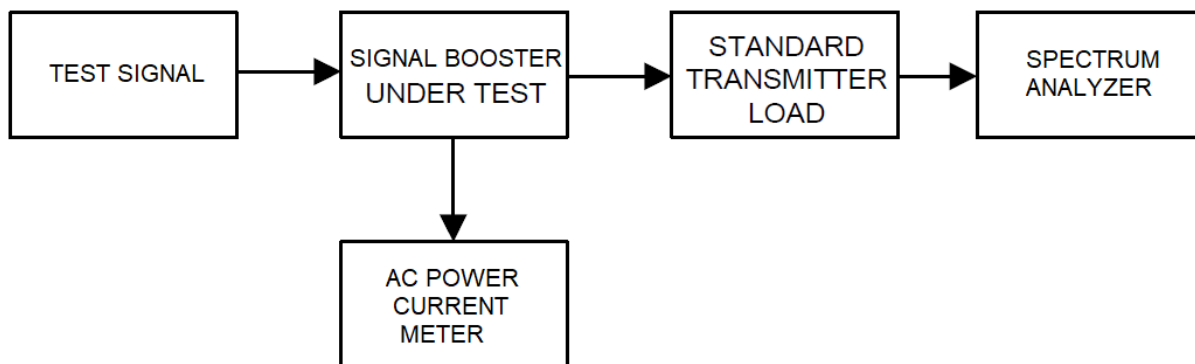 TEST SIGNAL
SIGNAL BOOSTER
UNDER TEST
STANDARD
TRANSMITTER
LOAD
SPECTRUM
ANALYZER
AC POWER
CURRENT
METER